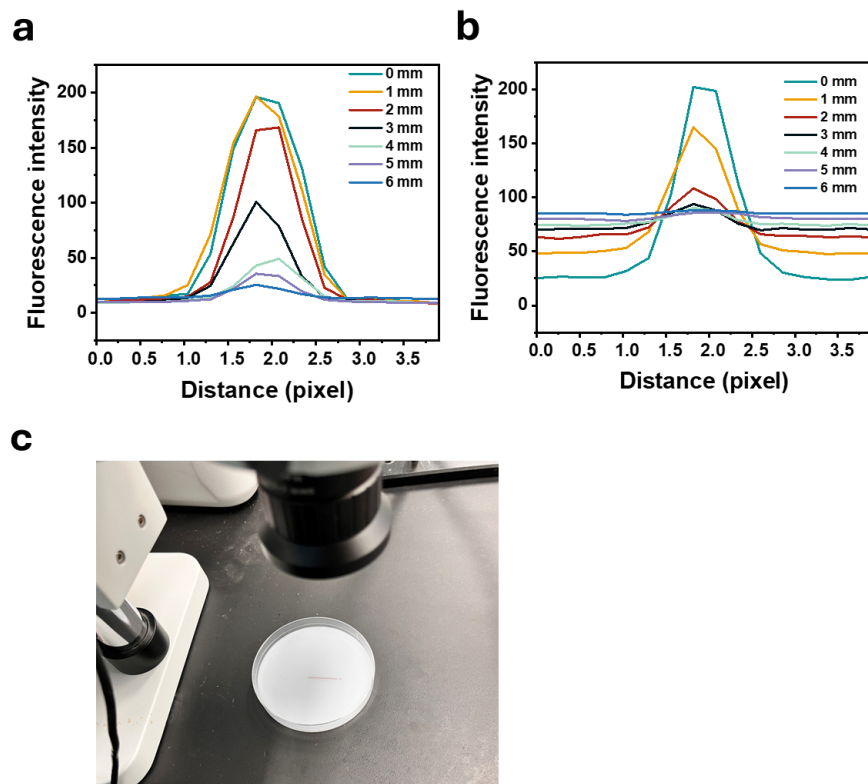 a
Fluorescence intensity
200
150
100
50
0
0 mm
1 mm
2 mm
3 mm
4 mm
5 mm
6 mm
0.0 0.5 1.0 1.5 2.0 2.5 3.0 3.5
Distance (pixel)
b
Fluorescence intensity
200
150
100
50
0
0 mm
1 mm
2 mm
3 mm
4 mm
5 mm
6 mm
0.0 0.5 1.0 1.5 2.0 2.5 3.0 3.5
Distance (pixel)
c